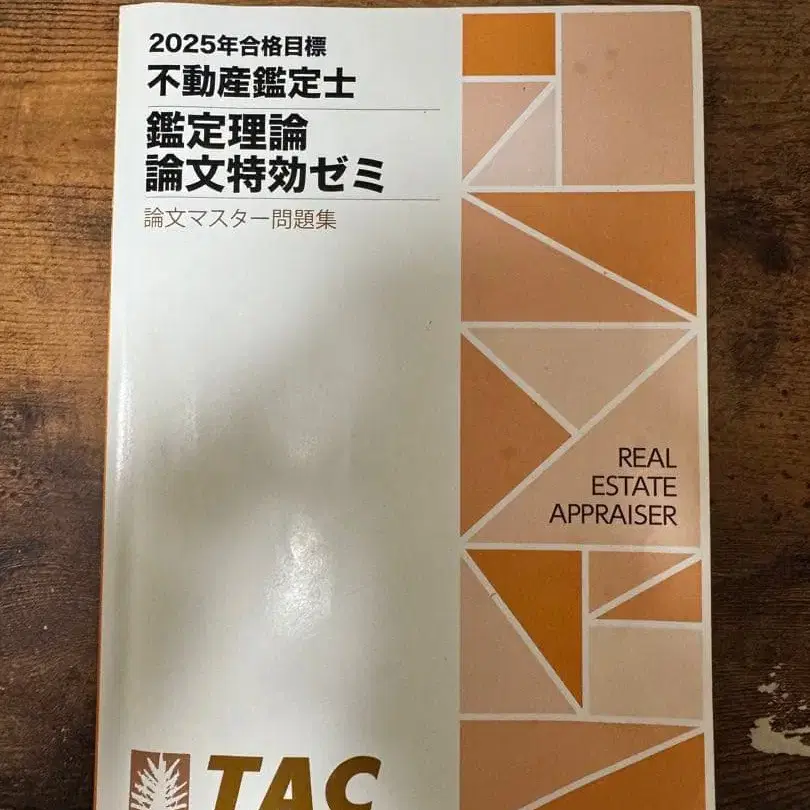 2025年合格目標
不動産鑑定士
鑑定理論
論文特効ゼミ
論文マスター問題集
REAL
ESTATE
APPRAISER
TAC